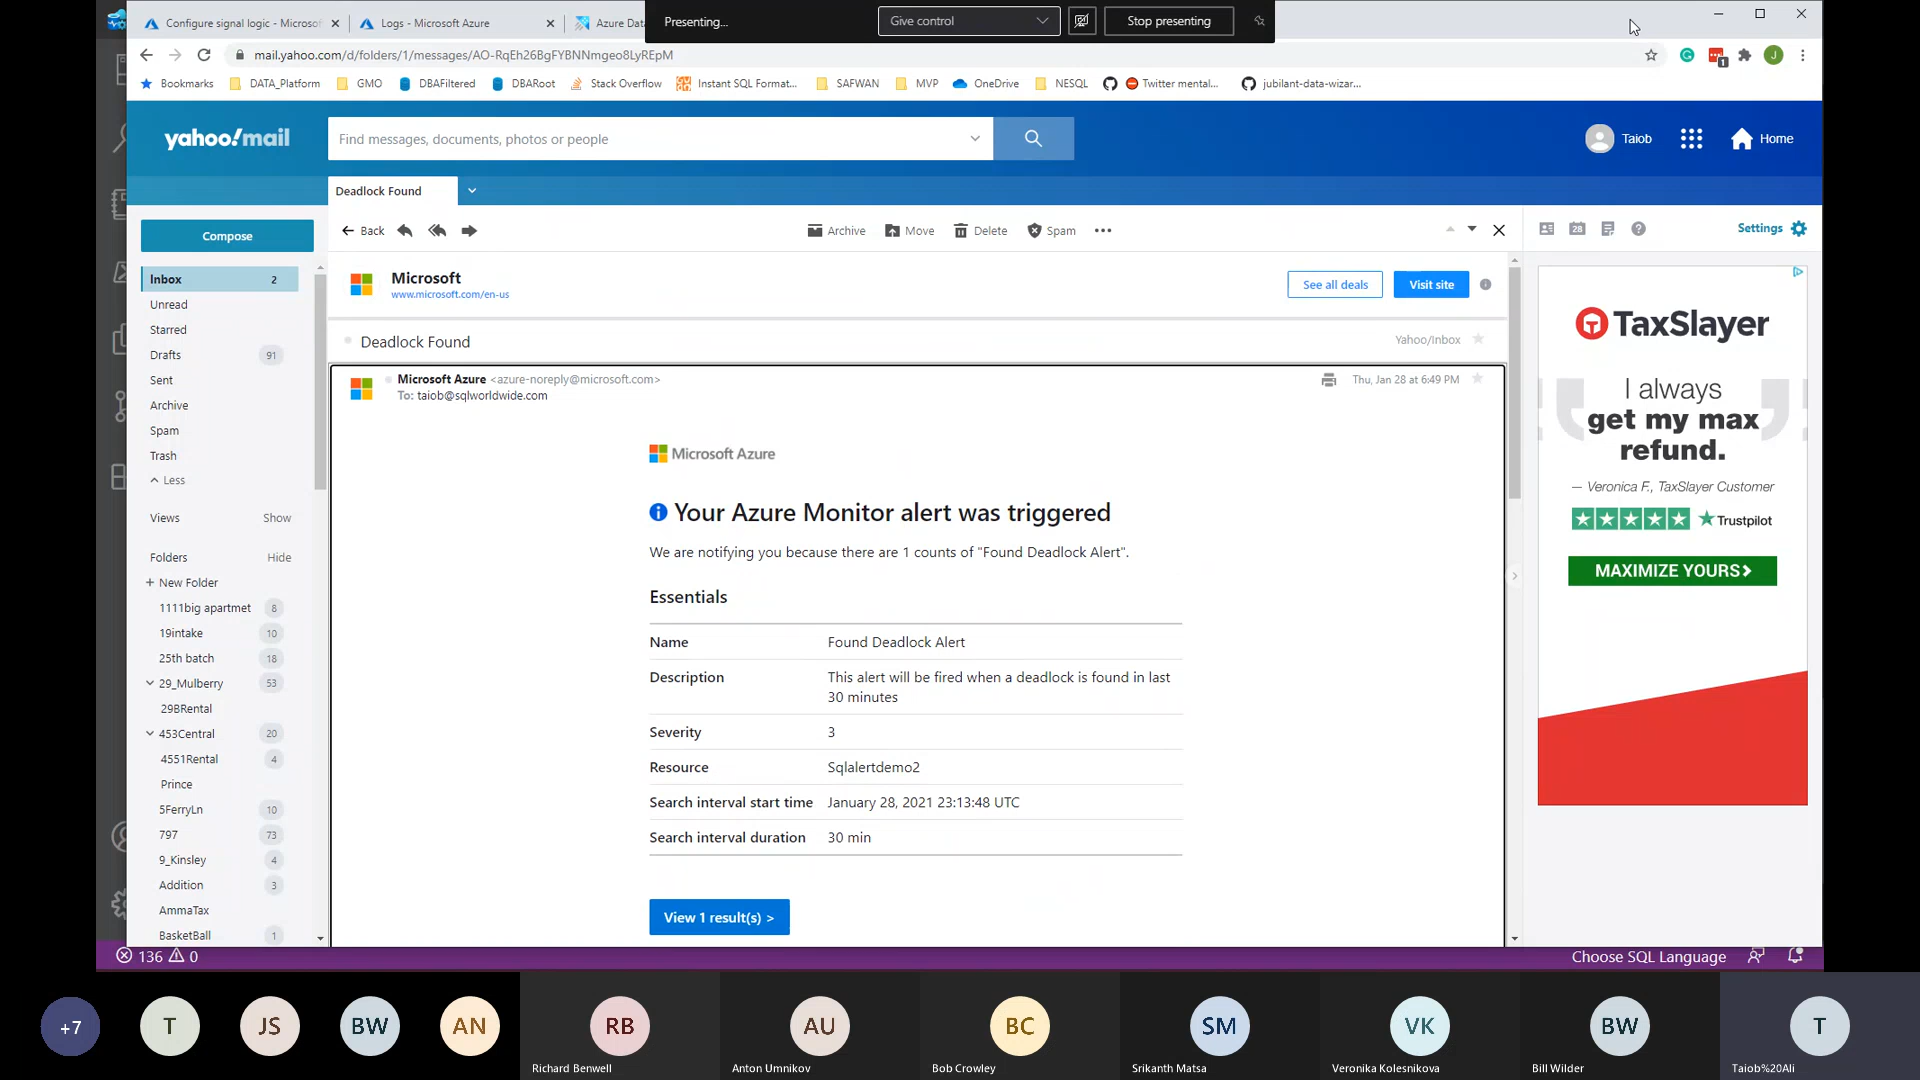 Configure signal logic - Microsof
Logs - Microsoft Azure
Azure Dat
Presenting...
Give control
Stop presenting
mail.yahoo.com/d/folders/1/messages/AO-RqEh26BgFYBNNmgeo8LyREpM
1
J
Bookmarks
DATA_Platform
GMO
DBAFiltered
DBARoot
Stack Overflow
Instant SQL Format...
SAFWAN
MVP
OneDrive
NESQL
Twitter mental...
jubilant-data-wizar...
yahoo!mail
Find messages, documents, photos or people
Taiob
Home
Deadlock Found
Compose
Back
Archive
Move
Delete
Spam
28
Settings
Inbox 2
Unread
Starred
Drafts 91
Sent
Archive
Spam
Trash
Less
Views Show
Folders Hide
+ New Folder
1111big apartmet 8
19intake 10
25th batch 18
29_Mulberry 53
29BRental
453Central 20
4551Rental 4
Prince
5FerryLn 10
797 73
9_Kinsley 4
Addition 3
AmmaTax
BasketBall 1
Microsoft
www.microsoft.com/en-us
See all deals
Visit site
Deadlock Found
Yahoo/Inbox
Microsoft Azure <azure-noreply@microsoft.com>
Thu, Jan 28 at 6:49 PM
To: taiob@sqlworldwide.com
Microsoft Azure
Your Azure Monitor alert was triggered
We are notifying you because there are 1 counts of "Found Deadlock Alert".
Essentials
Name Found Deadlock Alert
Description This alert will be fired when a deadlock is found in last
30 minutes
Severity 3
Resource Sqlalertdemo2
Search interval start time January 28, 2021 23:13:48 UTC
Search interval duration 30 min
View 1 result(s) >
TaxSlayer
I always
get my max
refund.
— Veronica F., TaxSlayer Customer
Trustpilot
MAXIMIZE YOURS
136 0
Choose SQL Language
+7
T
JS
BW
AN
RB
Richard Benwell
AU
Anton Umnikov
BC
Bob Crowley
SM
Srikanth Matsa
VK
Veronika Kolesnikova
BW
Bill Wilder
T
Taiob%20Ali